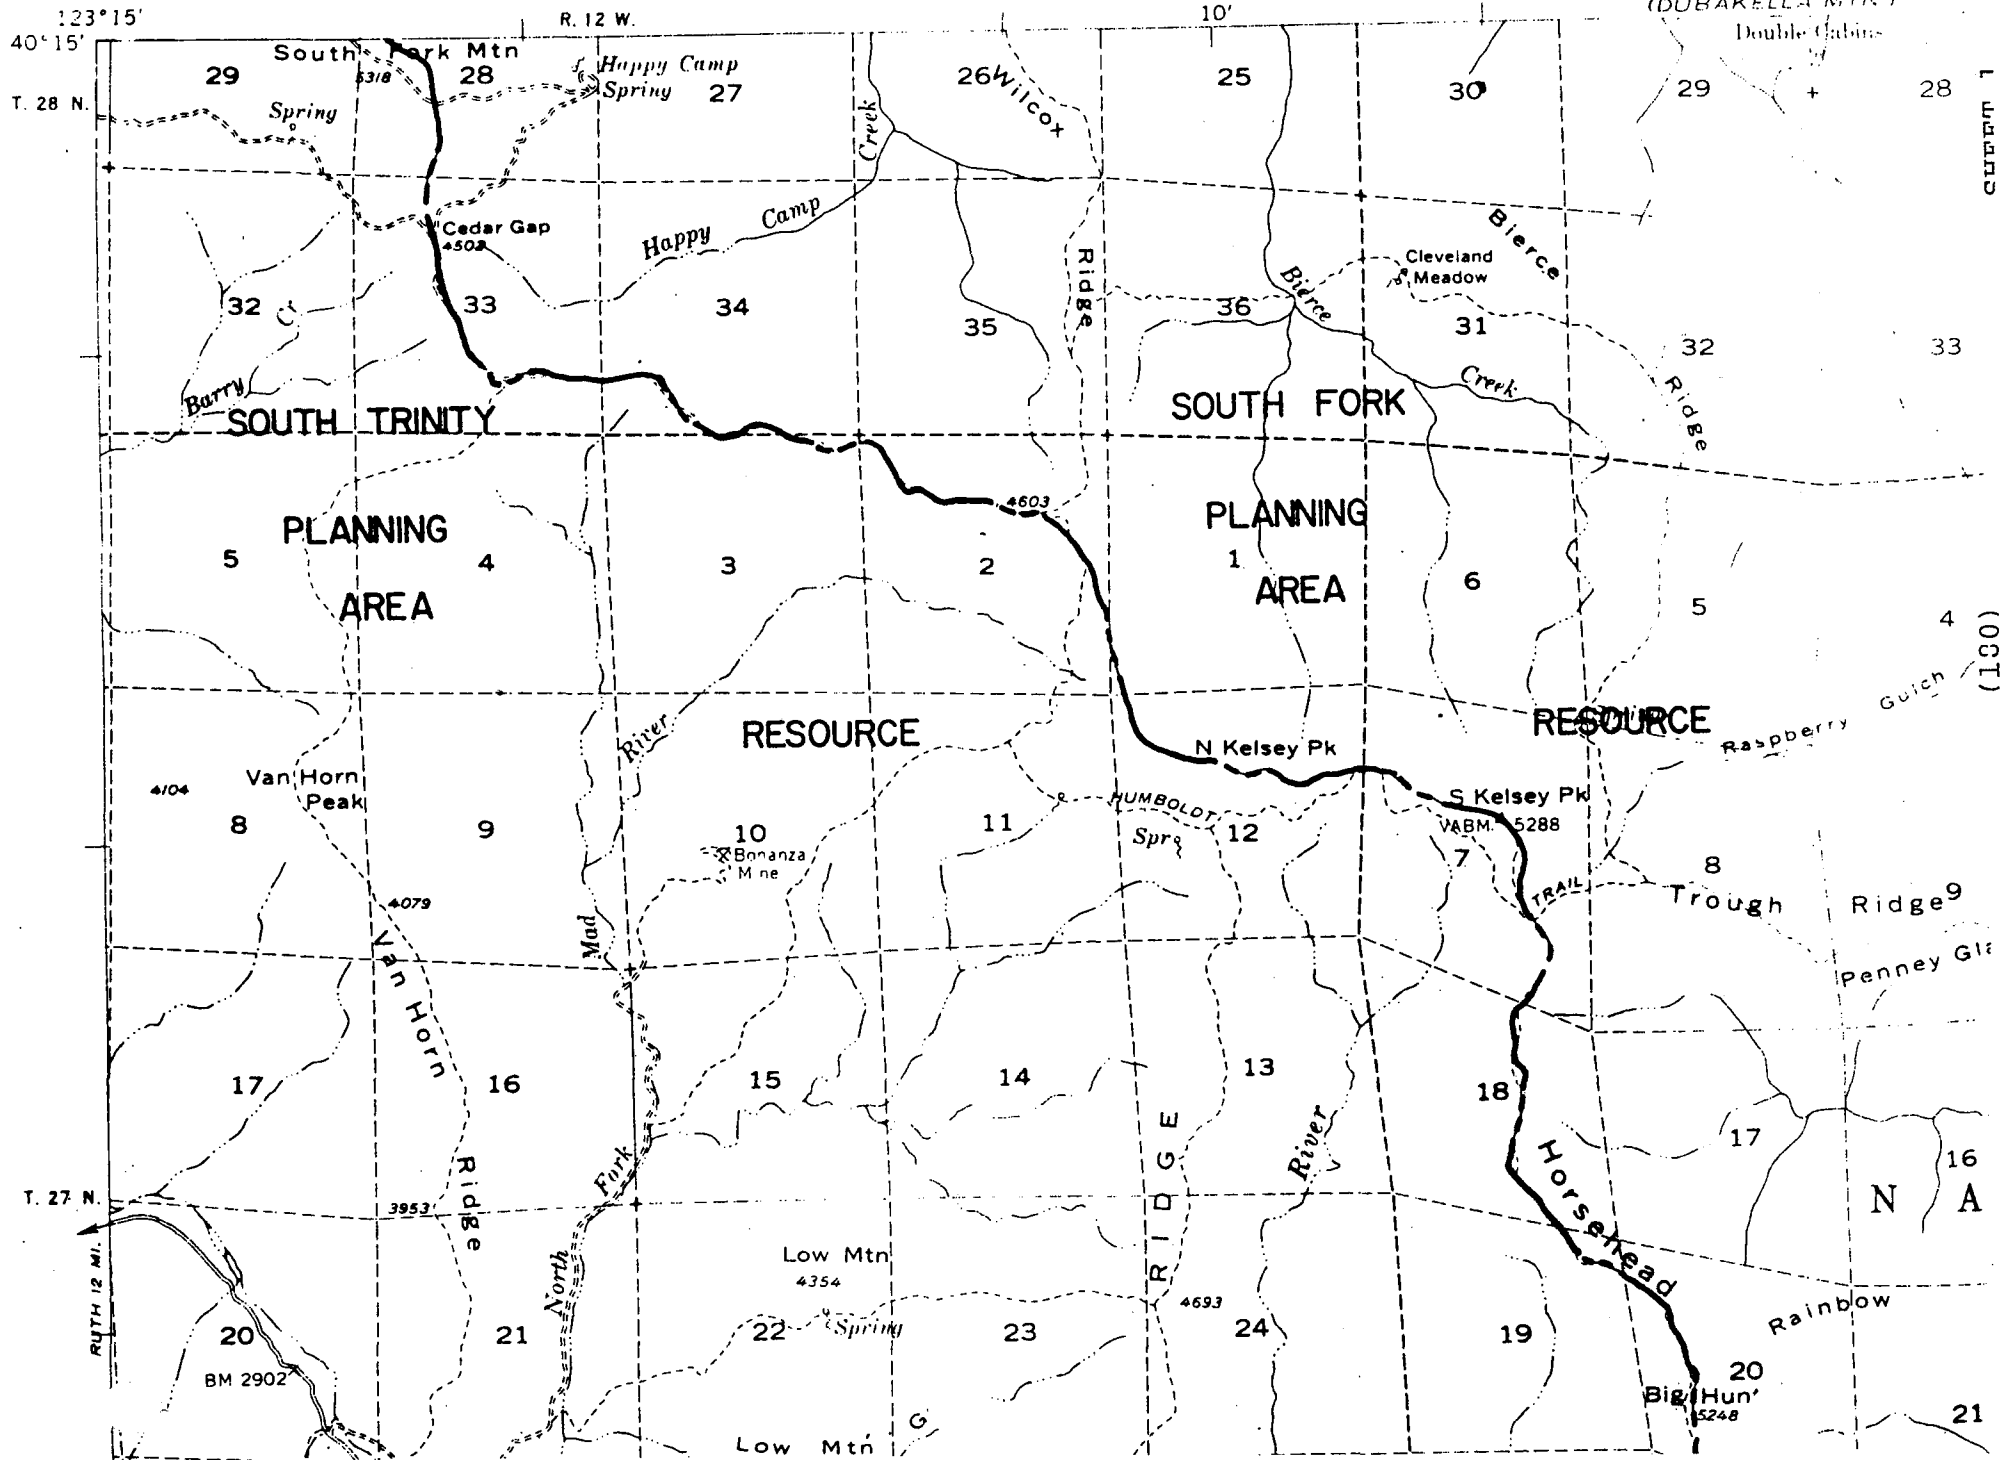 123°15'
R. 12 W.
10'
(DUBAKELLA MTN.)
40°15'
Double Cabins
South Fork Mtn
29
28
Happy Camp
Spring
27
26
Wilcox
25
30
29
28
5318
T. 28 N.
Spring
Creek
Cedar Gap
Happy Camp
Bierce
Cleveland
Meadow
32
33
34
Ridge
36
Bierce
35
31
32
33
Barry
Creek
Ridge
SOUTH TRINITY
SOUTH FORK
4603
PLANNING
PLANNING
5
4
3
2
1
6
AREA
AREA
5
4
(100)
River
RESOURCE
RESOURCE
Raspberry Gulch
N Kelsey Pk
Van Horn
Peak
4104
S Kelsey Pk
HUMBOLDT
8
9
10
11
Spr
12
VABM 5288
7
Bonanza
Mine
8
TRAIL
Trough Ridge
9
4079
Van Horn
Mad
Penney
17
16
15
14
13
18
RIDGE
River
17
16
Horsehead
Fork
Ridge
T. 27 N.
3953
N A
RUTH 12 MI.
North
Low Mtn
4354
4693
Rainbow
20
21
22
Spring
23
24
19
20
BM 2902
Big Hun'
5248
21
Low Mtn
G